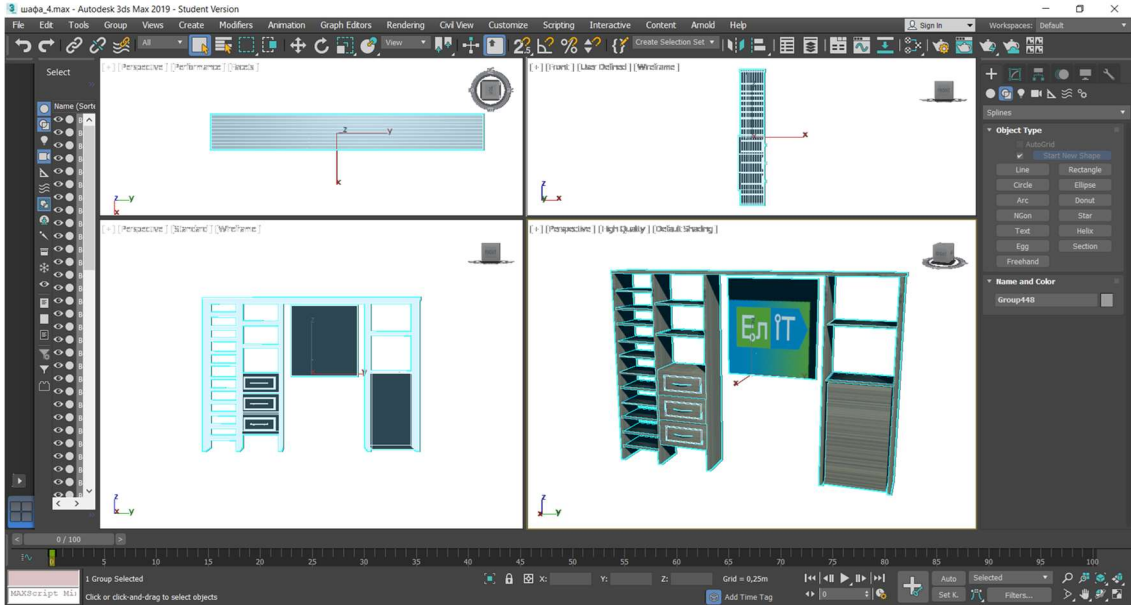 шафа_4.max - Autodesk 3ds Max 2019 - Student Version
File Edit Tools Group Views Create Modifiers Animation Graph Editors Rendering Civil View Customize Scripting Interactive Content Arnold Help
Sign In
Workspaces: Default
All
View
Create Selection Set
Select
Name (Sorte
[+] [Perspective] [Performance] [Facets]
[+] [Front] [User Defined] [Wireframe]
[+] [Perspective] [Standard] [Wireframe]
[+] [Perspective] [High Quality] [Default Shading]
z
y
x
x
z y
x
z
y x
z
x y
z
x y
x
ЕлIT
Splines
Object Type
AutoGrid
Start New Shape
Line Rectangle
Circle Ellipse
Arc Donut
NGon Star
Text Helix
Egg Section
Freehand
Name and Color
Group448
0 / 100
0 5 10 15 20 25 30 35 40 45 50 55 60 65 70 75 80 85 90 95 100
1 Group Selected
X: Y: Z: Grid = 0,25m
Auto Selected
MAXScript Mi
Click or click-and-drag to select objects
Add Time Tag
0
Set K. Filters...